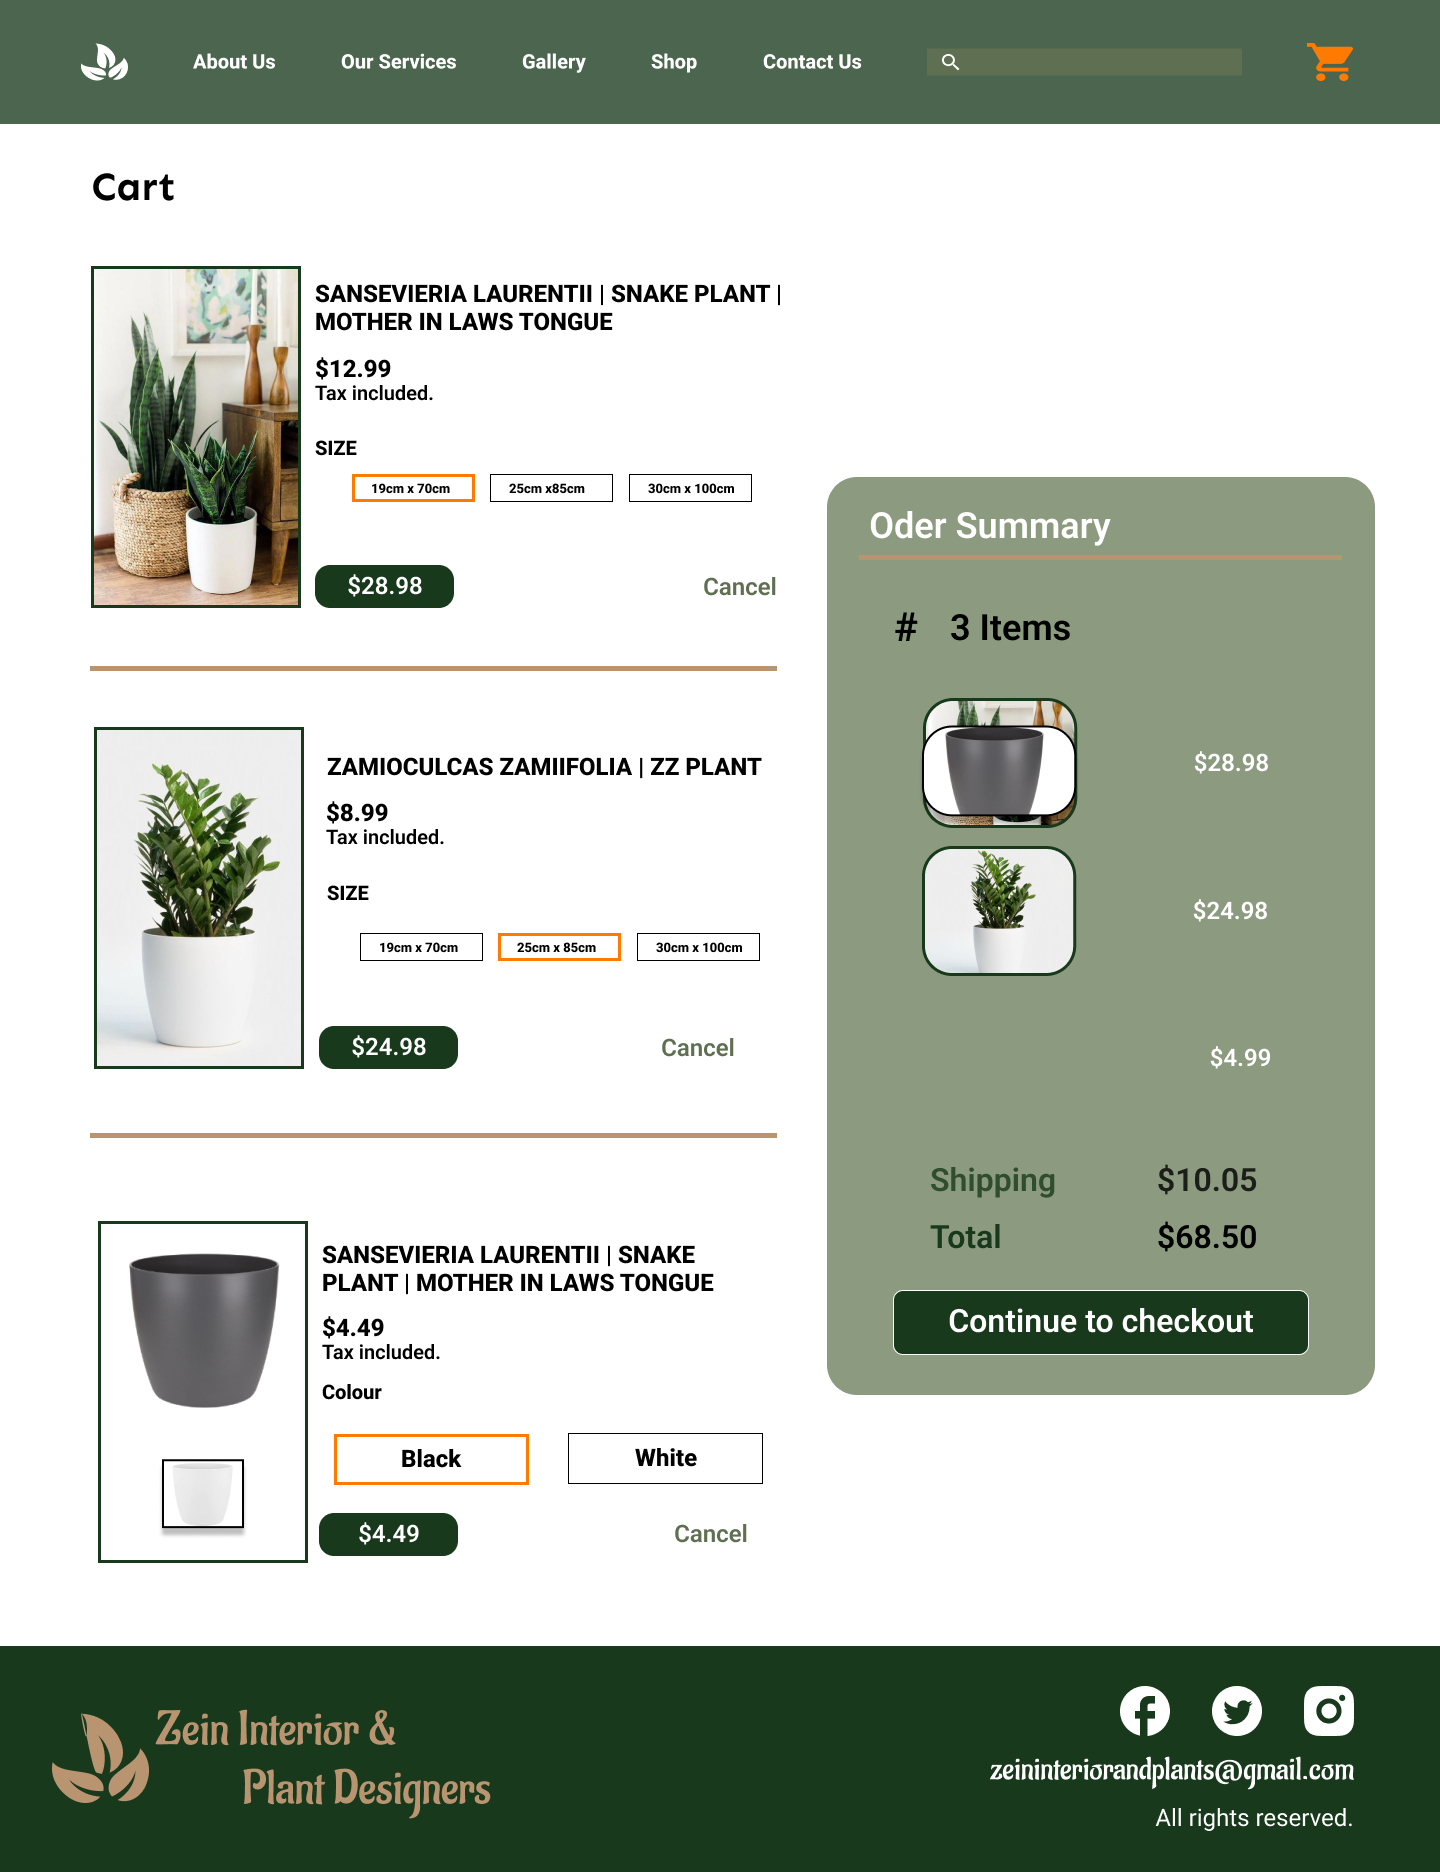 About Us
Our Services
Gallery
Shop
Contact Us
Cart
SANSEVIERIA LAURENTII | SNAKE PLANT |
MOTHER IN LAWS TONGUE
$12.99
Tax included.
SIZE
19cm x 70cm
25cm x85cm
30cm x 100cm
$28.98
Cancel
ZAMIOCULCAS ZAMIIFOLIA | ZZ PLANT
$8.99
Tax included.
SIZE
19cm x 70cm
25cm x 85cm
30cm x 100cm
$24.98
Cancel
SANSEVIERIA LAURENTII | SNAKE
PLANT | MOTHER IN LAWS TONGUE
$4.49
Tax included.
Colour
Black
White
$4.49
Cancel
Oder Summary
# 3 Items
$28.98
$24.98
$4.99
Shipping $10.05
Total $68.50
Continue to checkout
Zein Interior &
Plant Designers
zeininteriorandplants@gmail.com
All rights reserved.